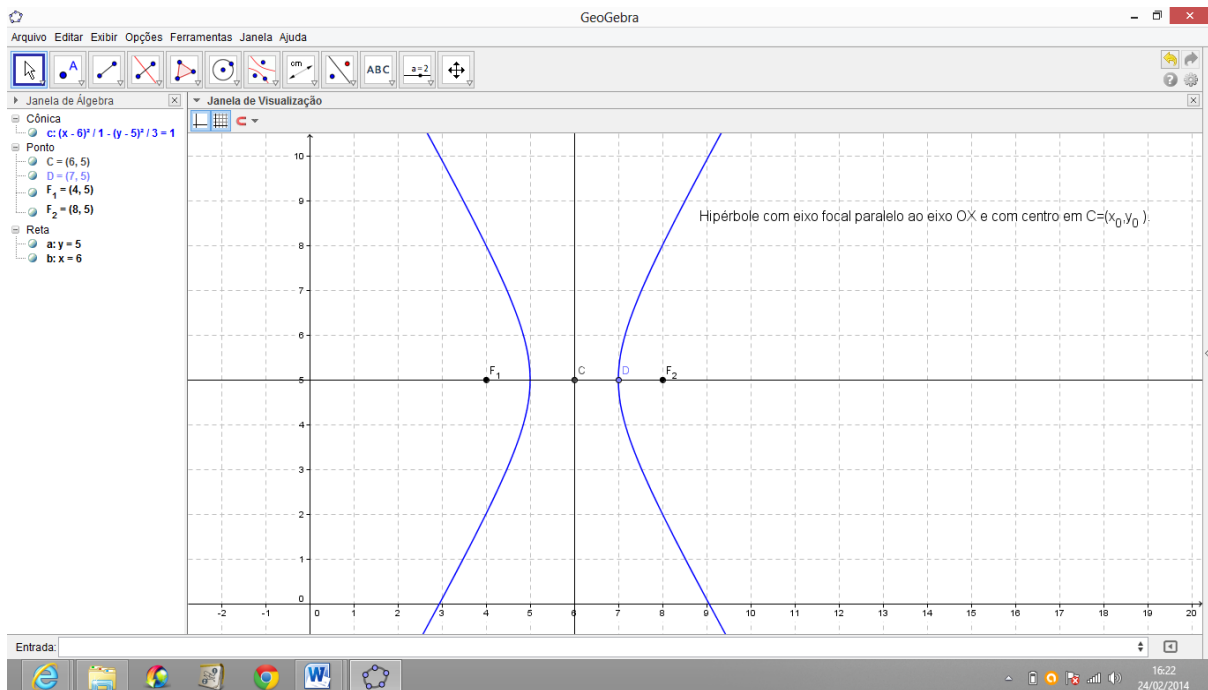 GeoGebra
Arquivo Editar Exibir Opções Ferramentas Janela Ajuda
A
cm
ABC
a=2
Janela de Álgebra
Janela de Visualização
Cônica
c: (x - 6)² / 1 - (y - 5)² / 3 = 1
Ponto
C = (6, 5)
D = (7, 5)
F₁ = (4, 5)
F₂ = (8, 5)
Reta
a: y = 5
b: x = 6
10
9
Hipérbole com eixo focal paralelo ao eixo OX e com centro em C=(x₀,y₀ ).
8
7
6
F₁ C D F₂
5
4
3
2
1
0
-2 -1 0 1 2 3 4 5 6 7 8 9 10 11 12 13 14 15 16 17 18 19 20
Entrada:
W
16:22
24/02/2014